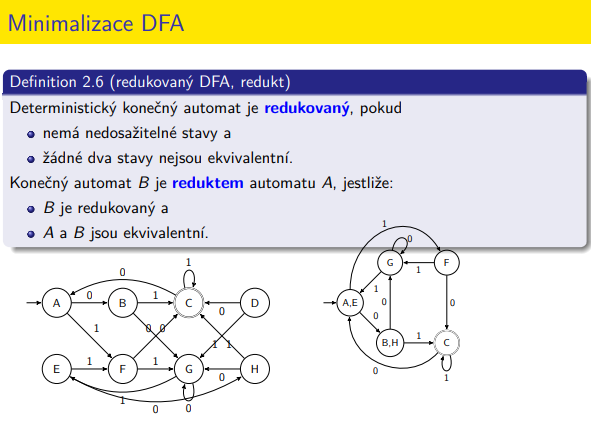 Minimalizace DFA
Definition 2.6 (redukovaný DFA, redukt)
Deterministický konečný automat je redukovaný, pokud
nemá nedosažitelné stavy a
žádné dva stavy nejsou ekvivalentní.
Konečný automat B je reduktem automatu A, jestliže:
B je redukovaný a
A a B jsou ekvivalentní.
1
0
G F
1
0 1
1
A 0 B 1 C D
0
A,E
0
0
0
1 0 0
B,H 1 C
1 1
E 1 F 1 G H
0
0
1
1
0 0